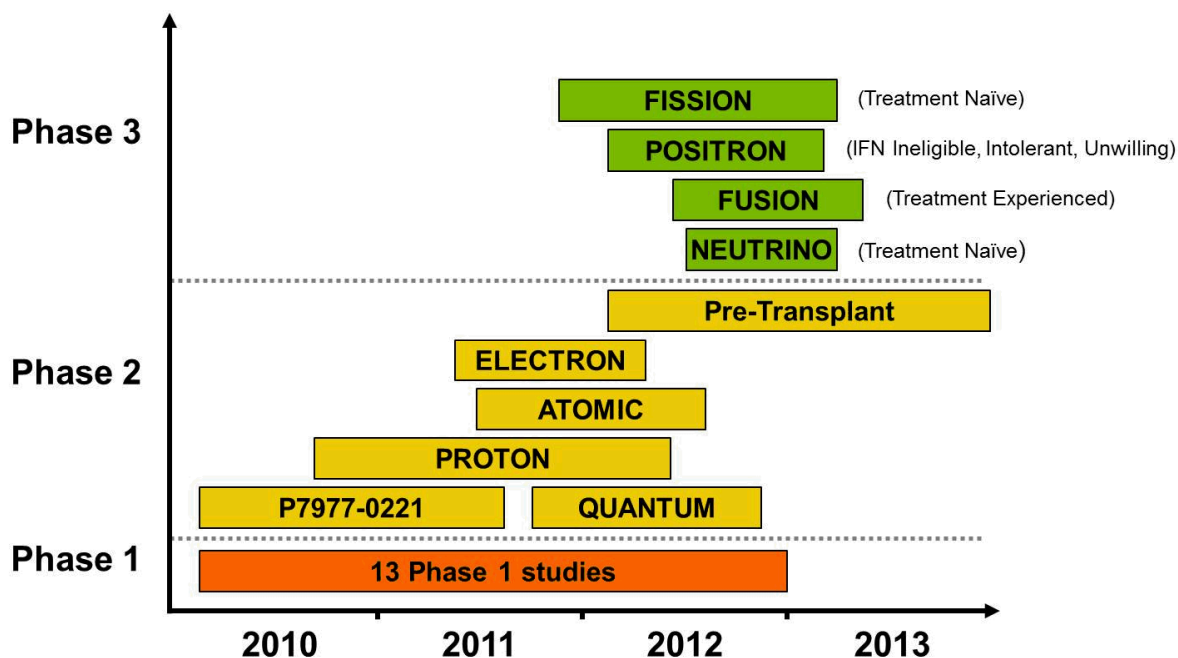 Phase 3
FISSION (Treatment Naïve)
POSITRON (IFN Ineligible, Intolerant, Unwilling)
FUSION (Treatment Experienced)
NEUTRINO (Treatment Naïve)
Phase 2
Pre-Transplant
ELECTRON
ATOMIC
PROTON
P7977-0221 QUANTUM
Phase 1
13 Phase 1 studies
2010 2011 2012 2013